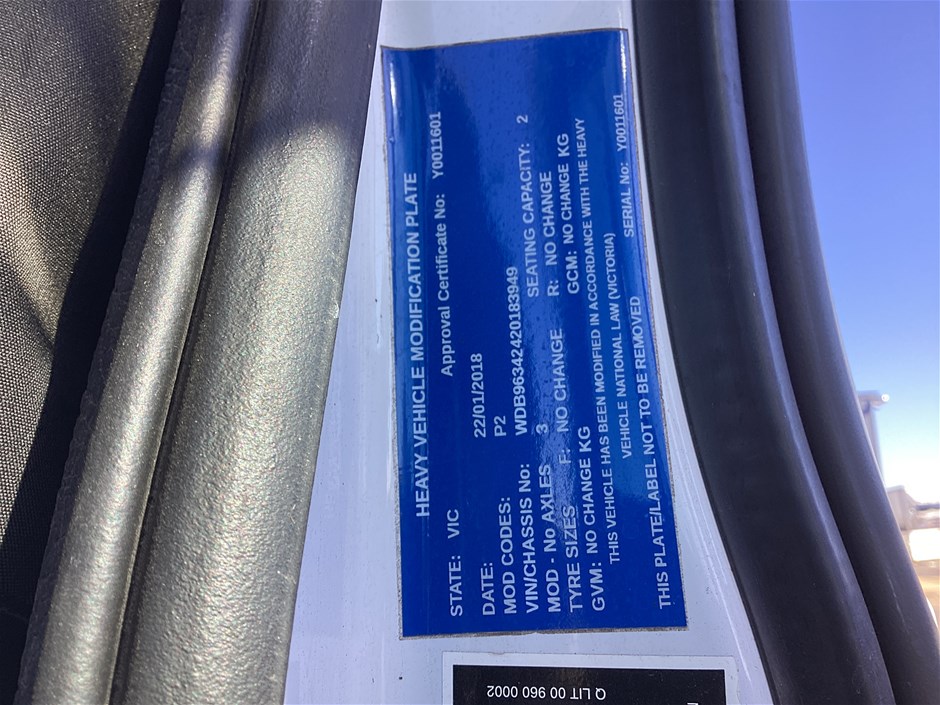 HEAVY VEHICLE MODIFICATION PLATE
STATE: VIC Approval Certificate No: Y0011601
DATE: 22/01/2018
MOD CODES: P2
VIN/CHASSIS No: WDB96342420183949
MOD - No AXLES 3 SEATING CAPACITY: 2
TYRE SIZES F: NO CHANGE R: NO CHANGE
GVM: NO CHANGE KG GCM: NO CHANGE KG
THIS VEHICLE HAS BEEN MODIFIED IN ACCORDANCE WITH THE HEAVY
VEHICLE NATIONAL LAW (VICTORIA)
SERIAL No: Y0011601
THIS PLATE/LABEL NOT TO BE REMOVED
Q LIT 00 960 0002